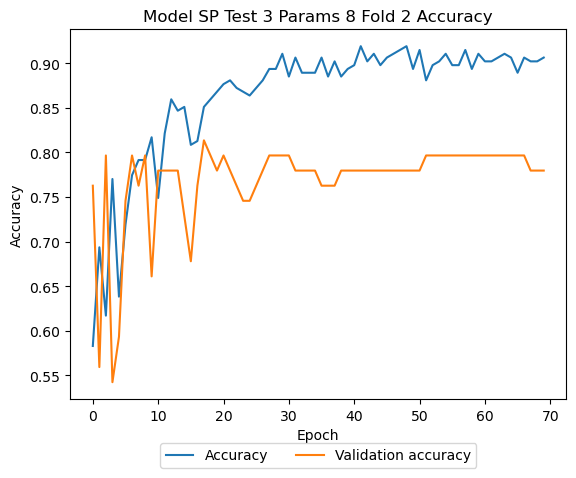 Model SP Test 3 Params 8 Fold 2 Accuracy
0.90
0.85
0.80
0.75
0.70
0.65
0.60
0.55
Accuracy
0 10 20 30 40 50 60 70
Epoch
Accuracy Validation accuracy